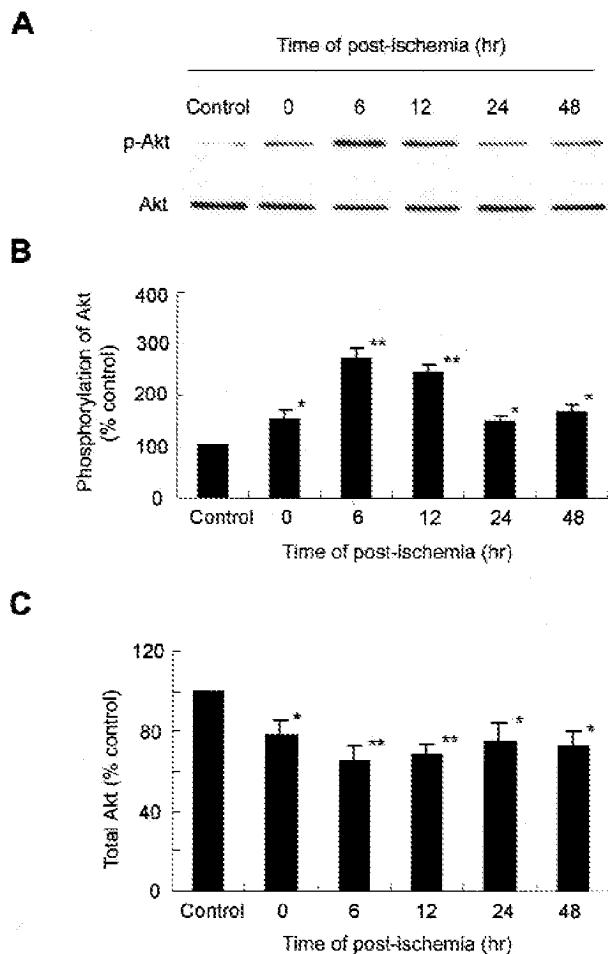 A
Time of post-ischemia (hr)
Control 0 6 12 24 48
p-Akt
Akt
B
Phosphorylation of Akt
(% control)
400
300
200
100
0
* ** ** * *
Control 0 6 12 24 48
Time of post-ischemia (hr)
C
Total Akt (% control)
120
80
40
0
* ** ** * *
Control 0 6 12 24 48
Time of post-ischemia (hr)